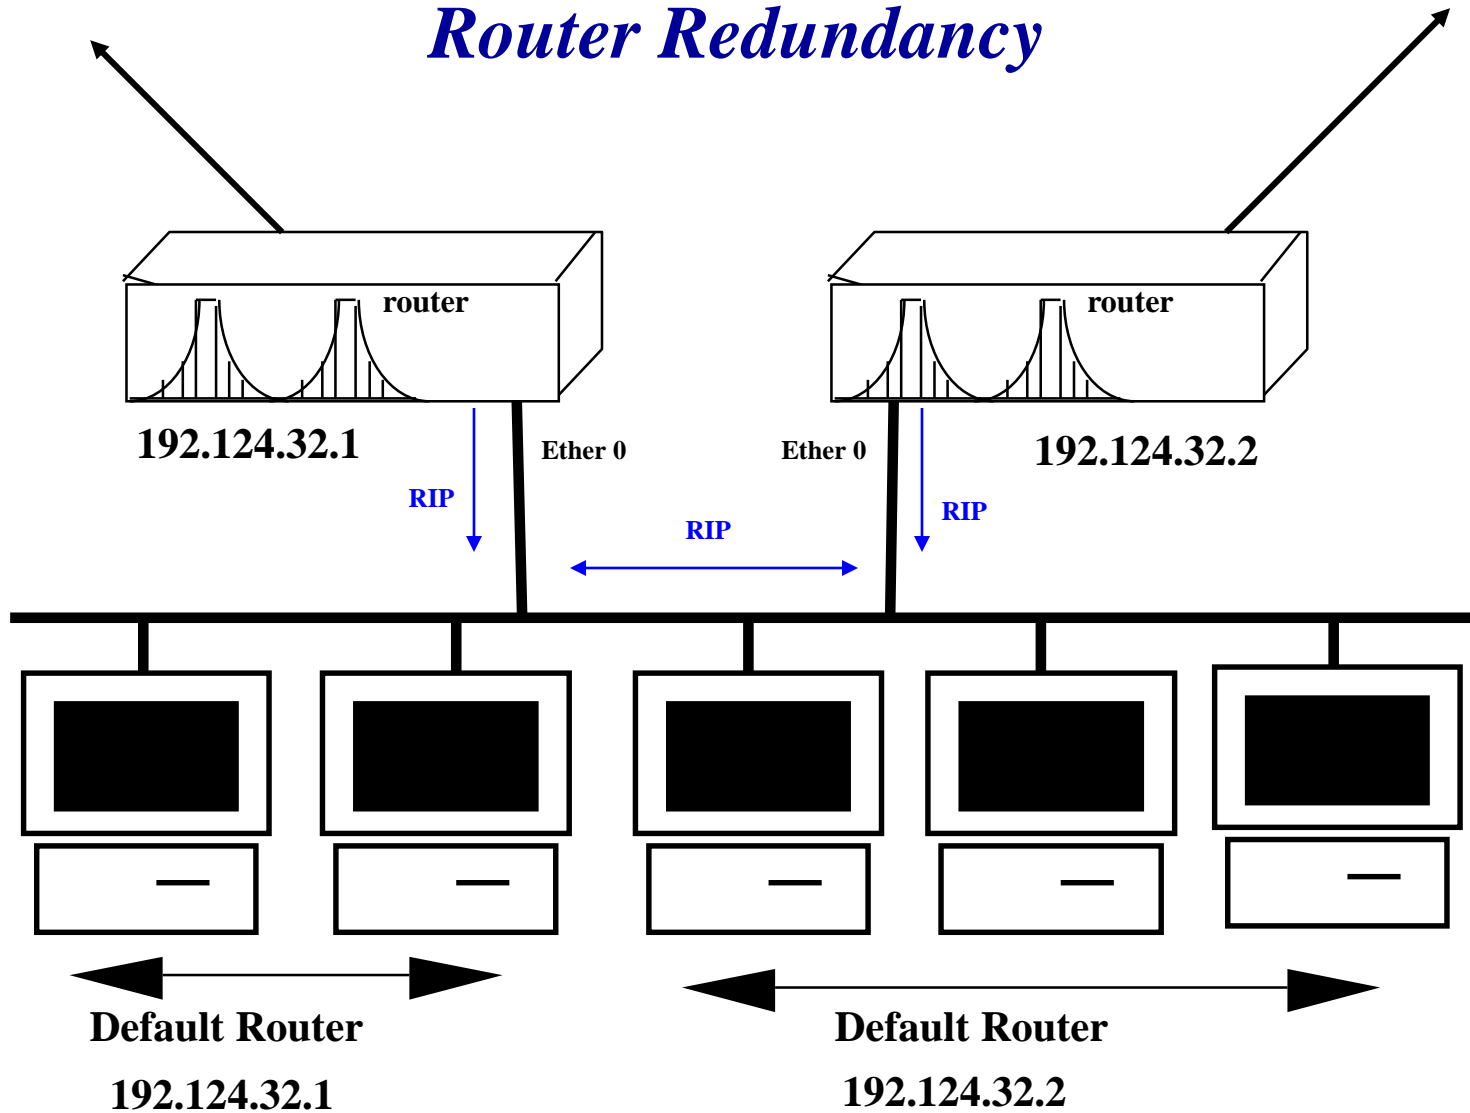 Router Redundancy
router
router
192.124.32.1
Ether 0
Ether 0
192.124.32.2
RIP
RIP
RIP
Default Router
192.124.32.1
Default Router
192.124.32.2